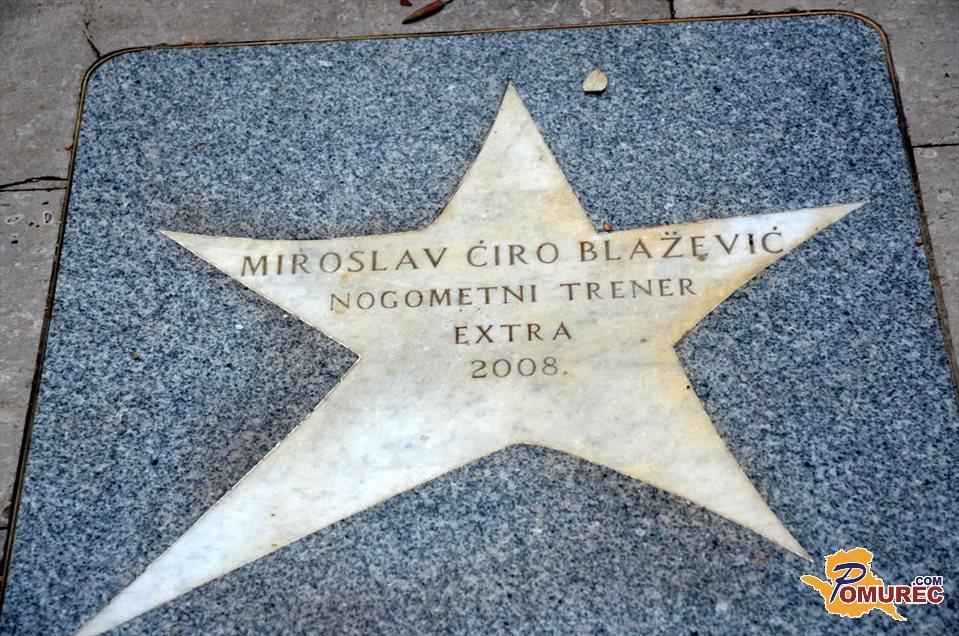 MIROSLAV ĆIRO BLAŽEVIĆ
NOGOMETNI TRENER
EXTRA
2008.
POMUREC.COM